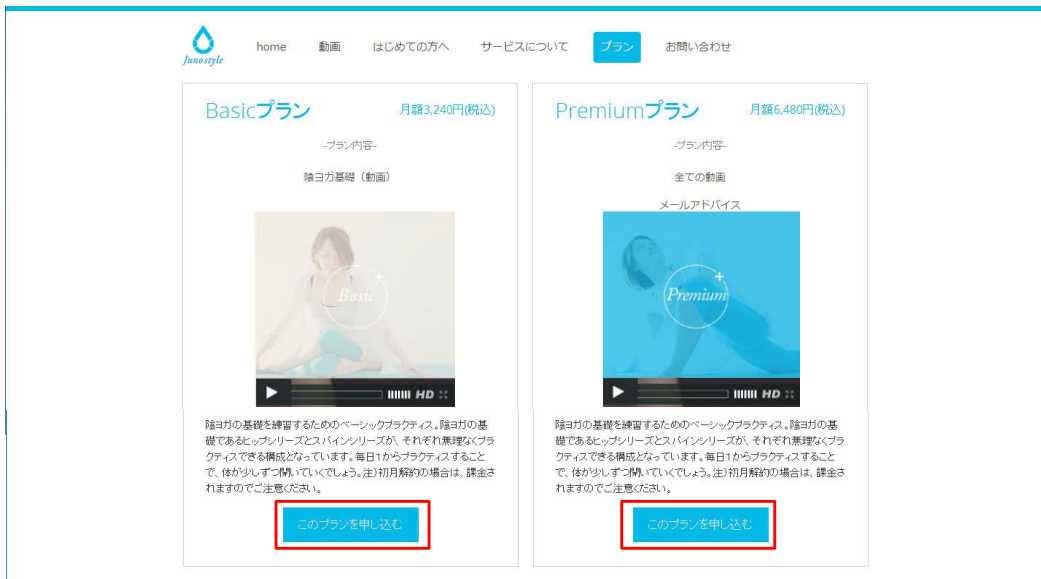 Junostyle
home 動画 はじめての方へ サービスについて プラン お問い合わせ
Basicプラン 月額3,240円(税込)
-プラン内容-
陰ヨガ基礎（動画）
Basic
HD
陰ヨガの基礎を練習するためのベーシックプラクティス。陰ヨガの基
礎であるヒップシリーズとスパインシリーズが、それぞれ無理なくプラ
クティスできる構成となっています。毎日1からプラクティスすること
で、体が少しずつ開いていくでしょう。注)初月解約の場合は、課金さ
れますのでご注意ください。
このプランを申し込む
Premiumプラン 月額6,480円(税込)
-プラン内容-
全ての動画
メールアドバイス
Premium
HD
陰ヨガの基礎を練習するためのベーシックプラクティス。陰ヨガの基
礎であるヒップシリーズとスパインシリーズが、それぞれ無理なくプラ
クティスできる構成となっています。毎日1からプラクティスすること
で、体が少しずつ開いていくでしょう。注)初月解約の場合は、課金さ
れますのでご注意ください。
このプランを申し込む